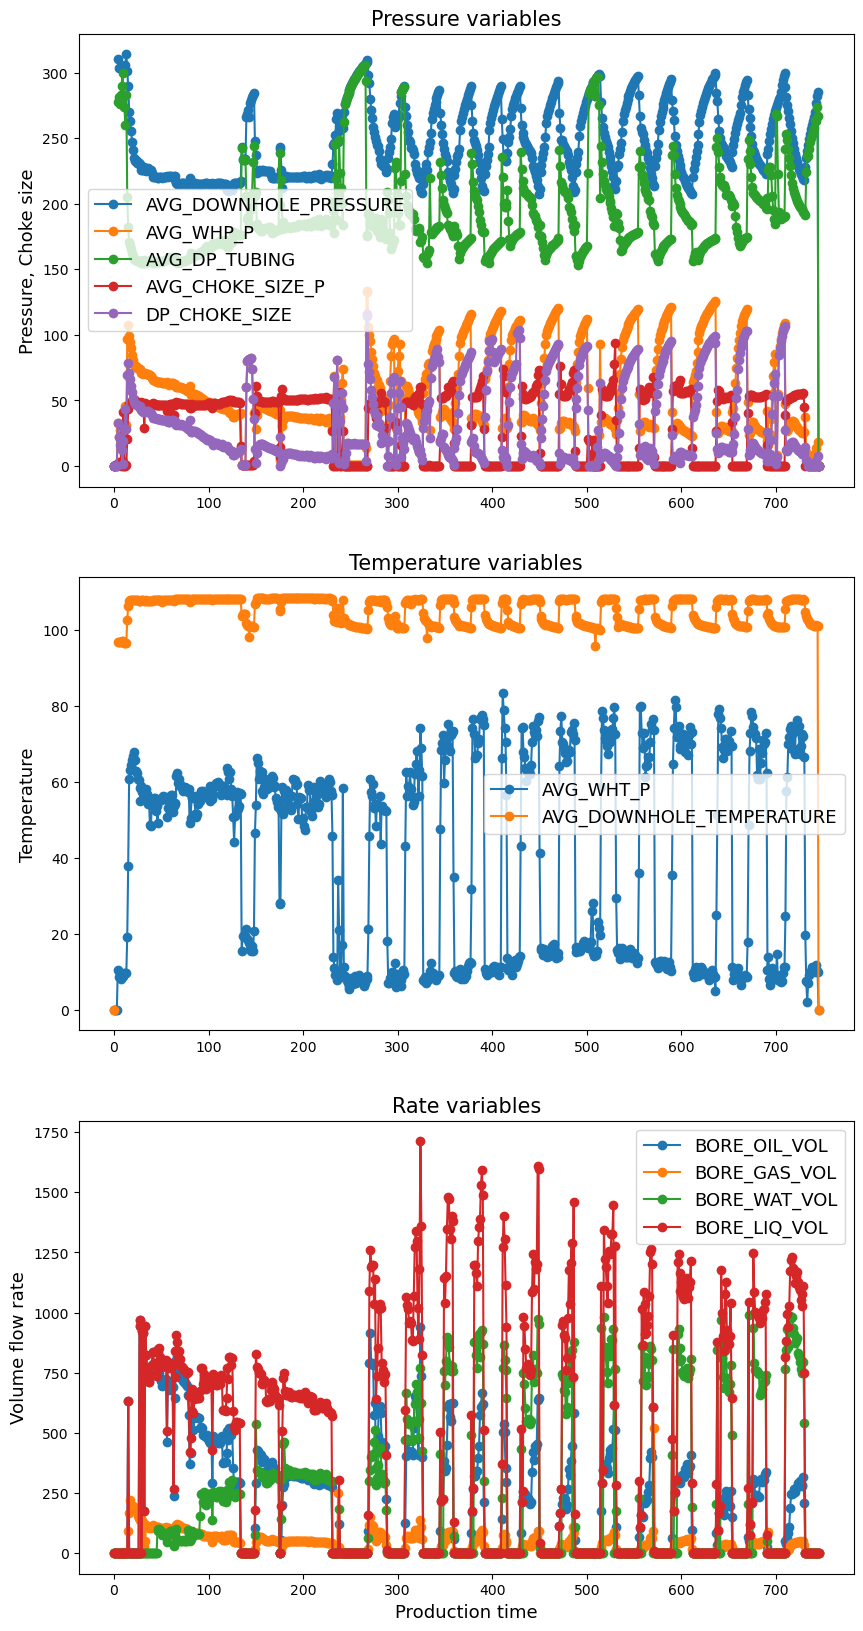 Pressure variables
300
250
200
150
100
50
0
Pressure, Choke size
AVG_DOWNHOLE_PRESSURE
AVG_WHP_P
AVG_DP_TUBING
AVG_CHOKE_SIZE_P
DP_CHOKE_SIZE
0 100 200 300 400 500 600 700
Temperature variables
100
80
60
40
20
0
Temperature
AVG_WHT_P
AVG_DOWNHOLE_TEMPERATURE
0 100 200 300 400 500 600 700
Rate variables
1750
1500
1250
1000
750
500
250
0
Volume flow rate
BORE_OIL_VOL
BORE_GAS_VOL
BORE_WAT_VOL
BORE_LIQ_VOL
0 100 200 300 400 500 600 700
Production time